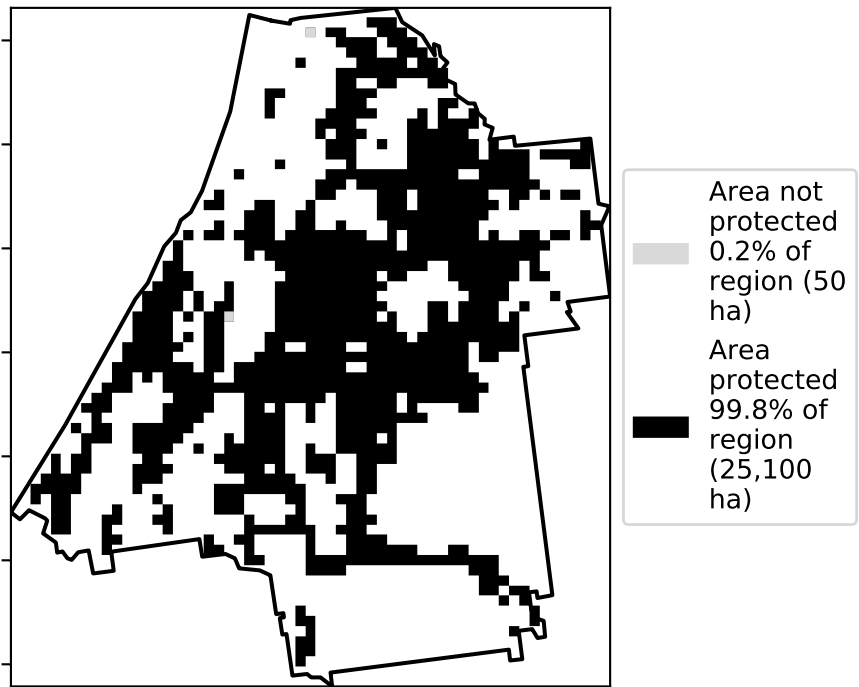 Area not
protected
0.2% of
region (50
ha)
Area
protected
99.8% of
region
(25,100
ha)